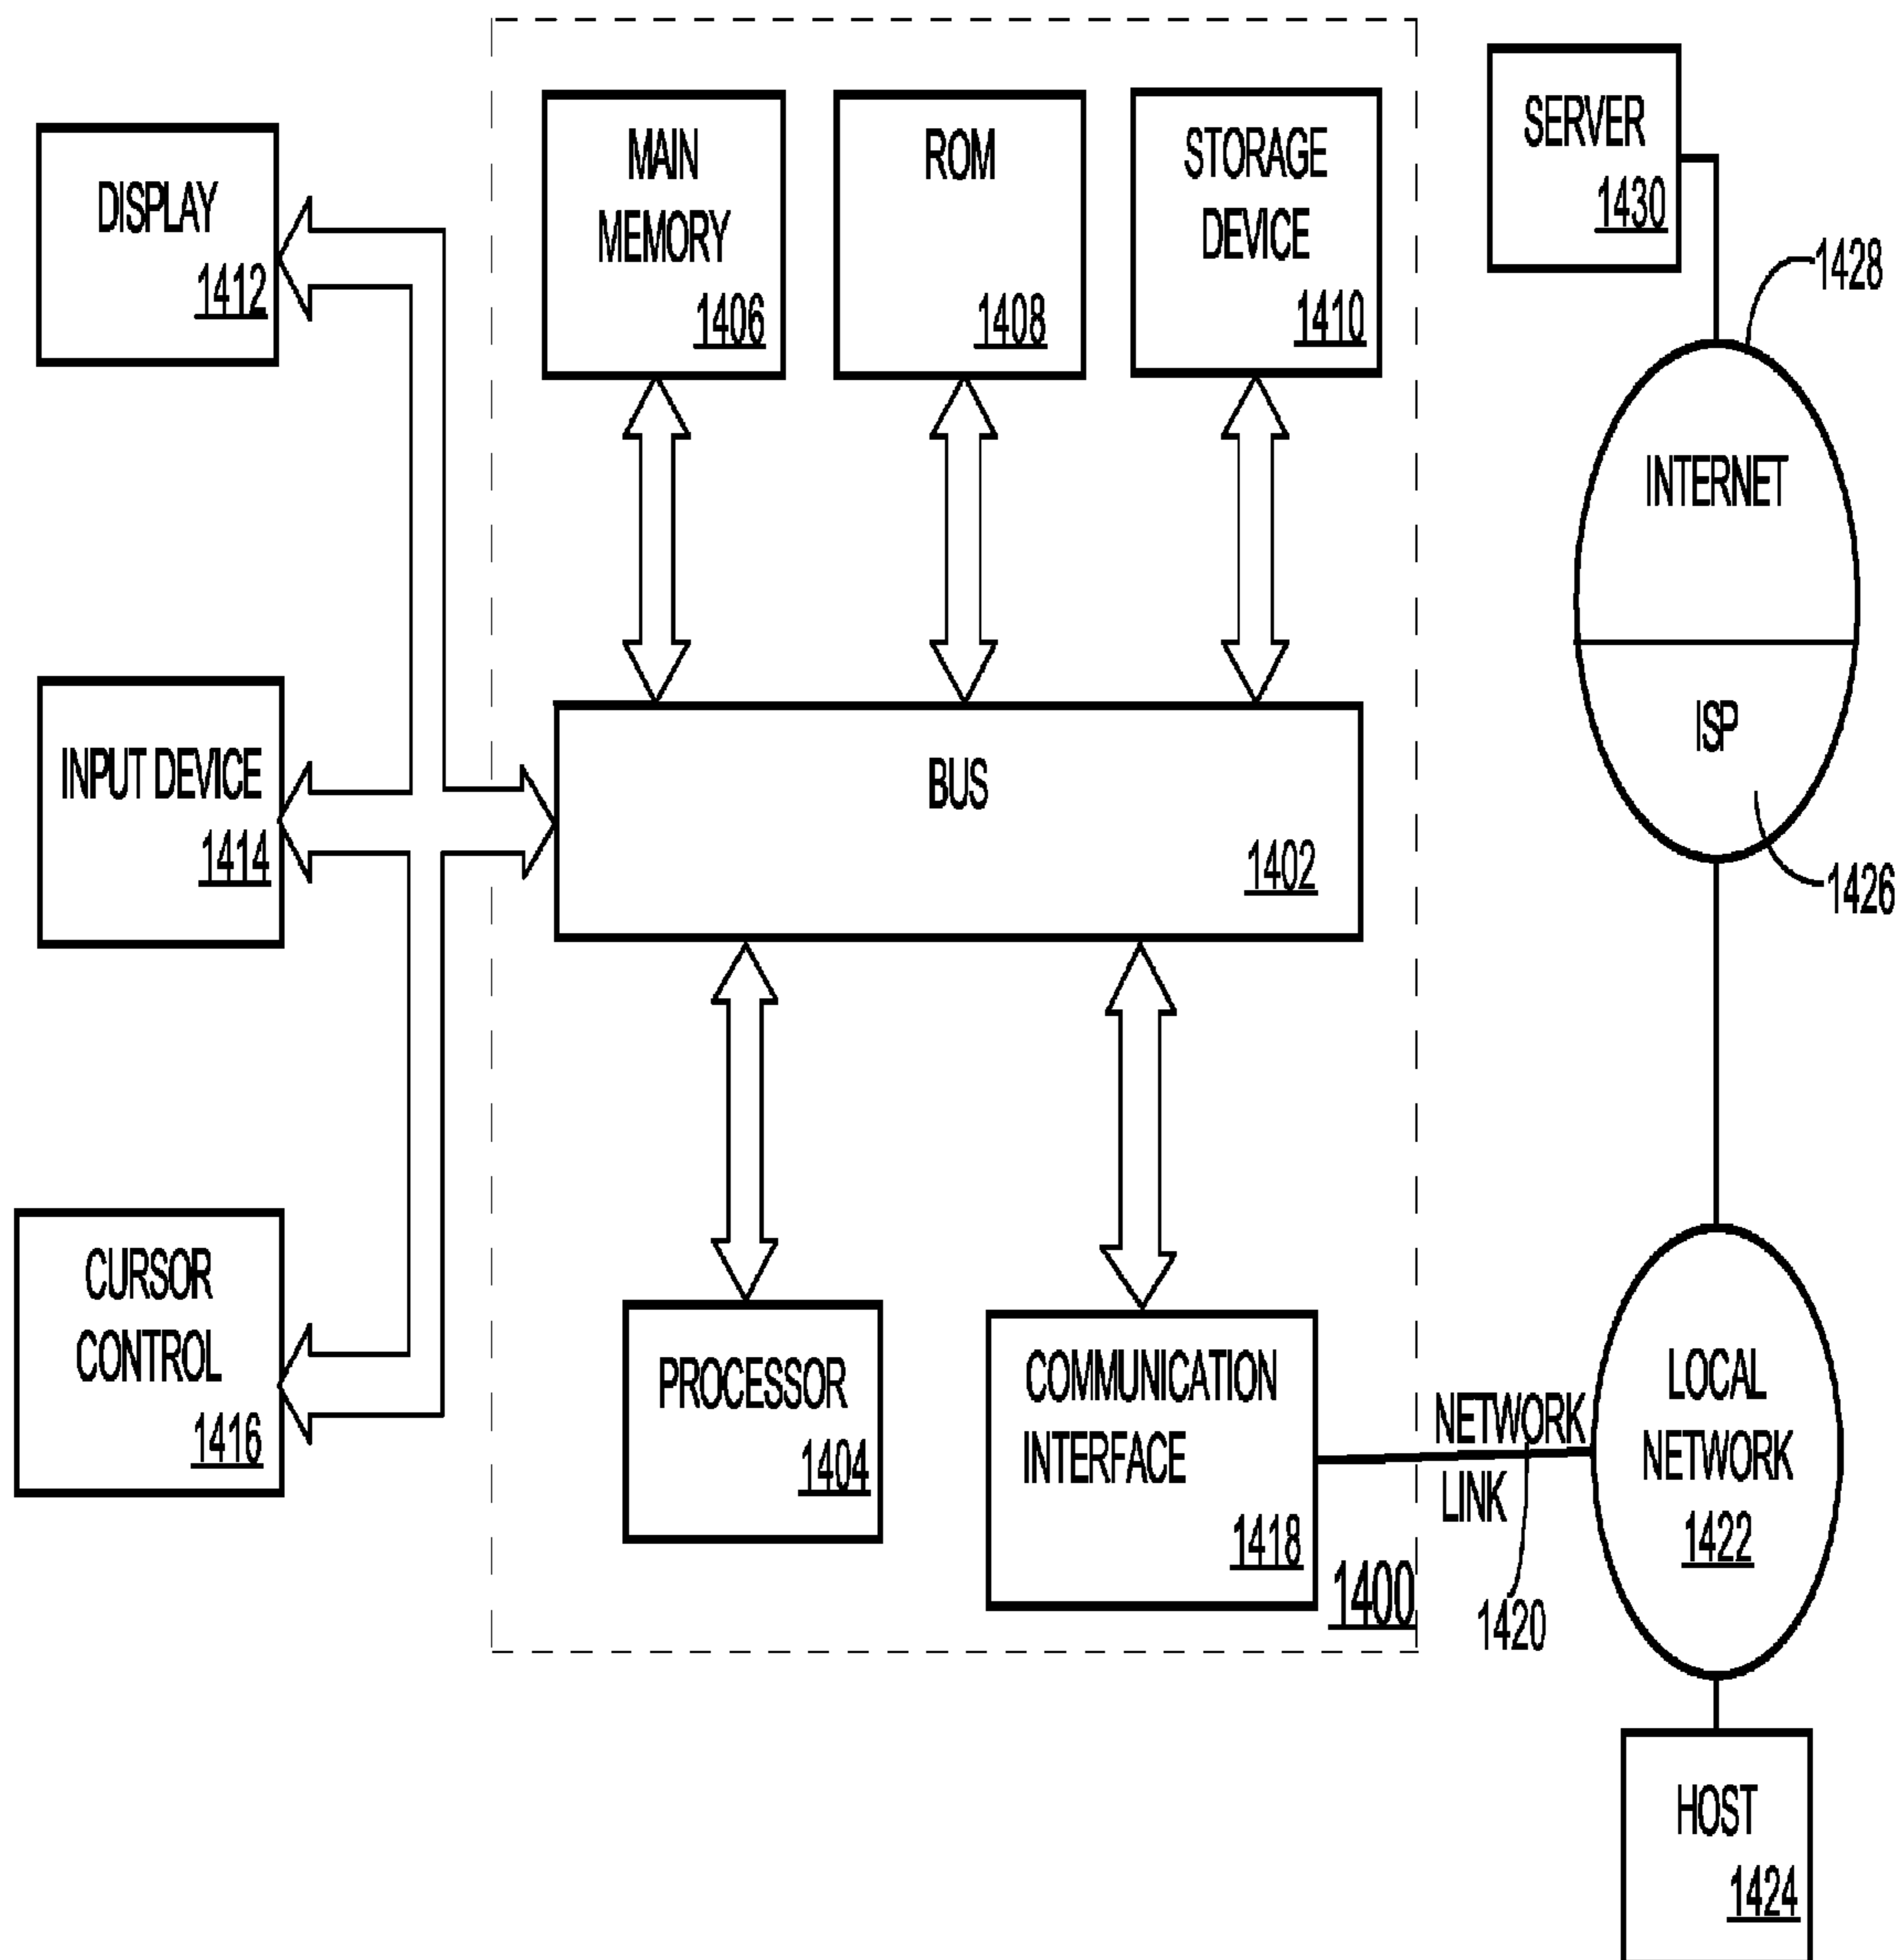 DISPLAY
1412
INPUT DEVICE
1414
CURSOR
CONTROL
1416
MAIN
MEMORY
1406
ROM
1408
STORAGE
DEVICE
1410
BUS
1402
PROCESSOR
1404
COMMUNICATION
INTERFACE
1418
1400
SERVER
1430
1428
INTERNET
ISP
1426
NETWORK
LINK
1420
LOCAL
NETWORK
1422
HOST
1424